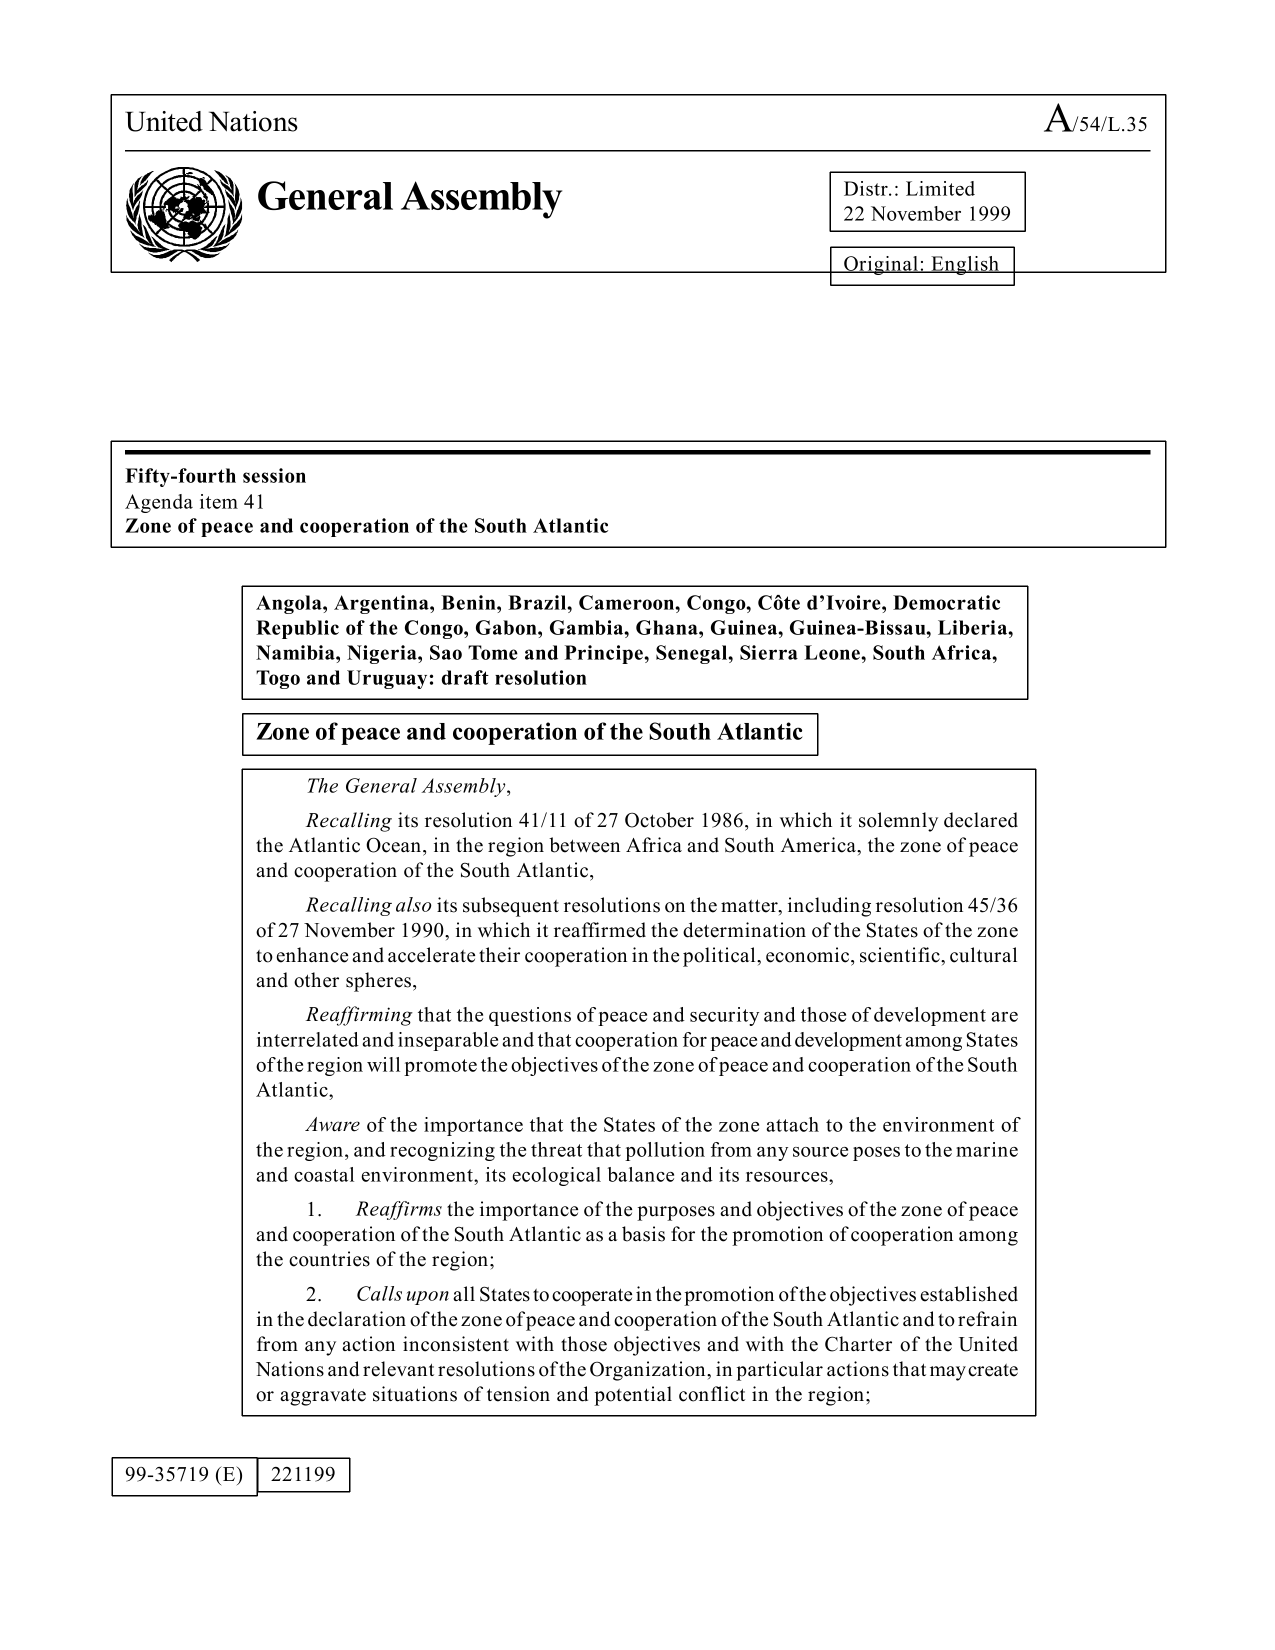 United Nations
A/54/L.35
General Assembly
Distr.: Limited
22 November 1999
Original: English
Fifty-fourth session
Agenda item 41
Zone of peace and cooperation of the South Atlantic
Angola, Argentina, Benin, Brazil, Cameroon, Congo, Côte d’Ivoire, Democratic
Republic of the Congo, Gabon, Gambia, Ghana, Guinea, Guinea-Bissau, Liberia,
Namibia, Nigeria, Sao Tome and Principe, Senegal, Sierra Leone, South Africa,
Togo and Uruguay: draft resolution
Zone of peace and cooperation of the South Atlantic
The General Assembly,
Recalling its resolution 41/11 of 27 October 1986, in which it solemnly declared
the Atlantic Ocean, in the region between Africa and South America, the zone of peace
and cooperation of the South Atlantic,
Recalling also its subsequent resolutions on the matter, including resolution 45/36
of 27 November 1990, in which it reaffirmed the determination of the States of the zone
to enhance and accelerate their cooperation in the political, economic, scientific, cultural
and other spheres,
Reaffirming that the questions of peace and security and those of development are
interrelated and inseparable and that cooperation for peace and development among States
of the region will promote the objectives of the zone of peace and cooperation of the South
Atlantic,
Aware of the importance that the States of the zone attach to the environment of
the region, and recognizing the threat that pollution from any source poses to the marine
and coastal environment, its ecological balance and its resources,
1. Reaffirms the importance of the purposes and objectives of the zone of peace
and cooperation of the South Atlantic as a basis for the promotion of cooperation among
the countries of the region;
2. Calls upon all States to cooperate in the promotion of the objectives established
in the declaration of the zone of peace and cooperation of the South Atlantic and to refrain
from any action inconsistent with those objectives and with the Charter of the United
Nations and relevant resolutions of the Organization, in particular actions that may create
or aggravate situations of tension and potential conflict in the region;
99-35719 (E) 221199